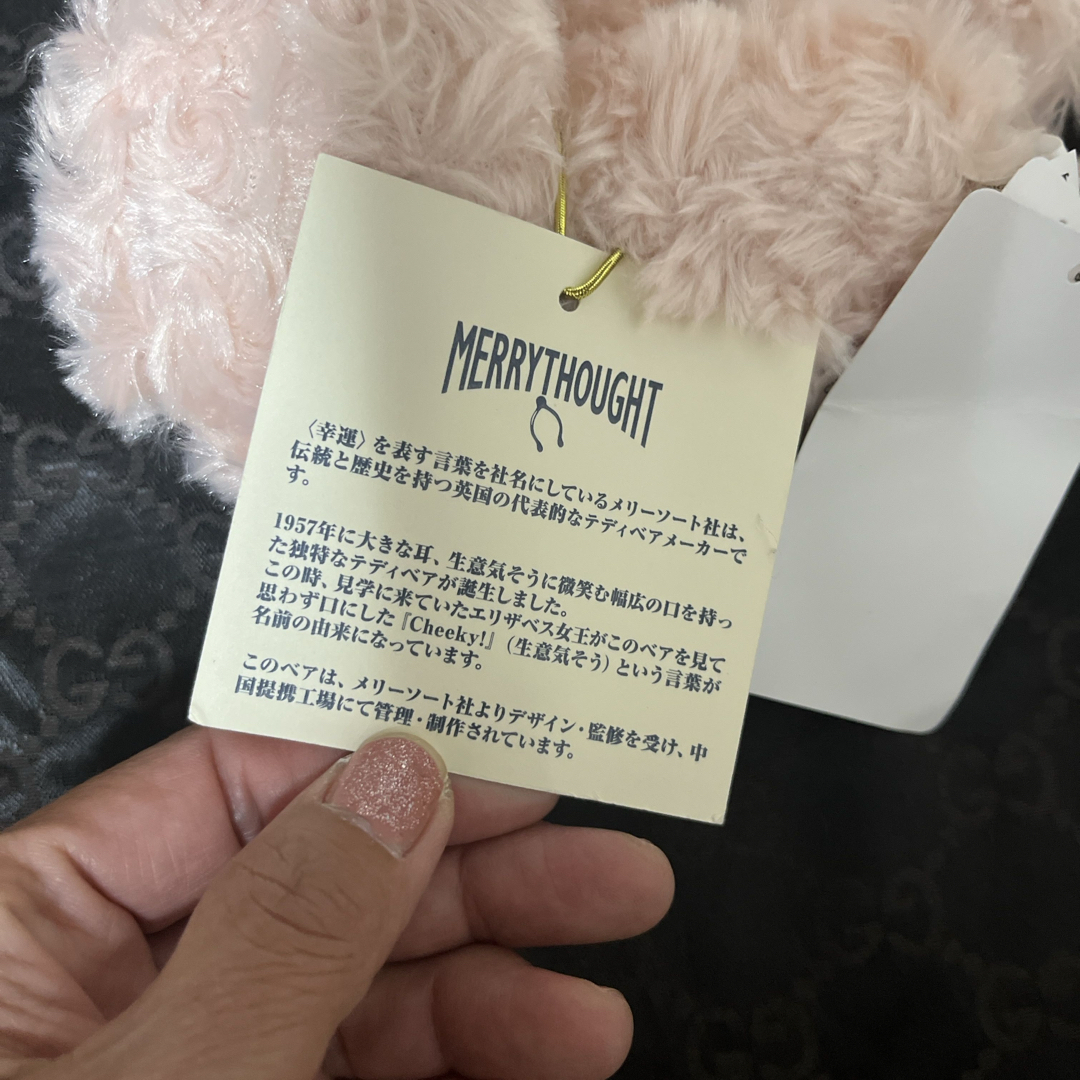 MERRYTHOUGHT
〈幸運〉を表す言葉を社名にしているメリーソート社は、
伝統と歴史を持つ英国の代表的なテディベアメーカーで
す。
1957年に大きな耳、生意気そうに微笑む幅広の口を持っ
た独特なテディベアが誕生しました。
この時、見学に来ていたエリザベス女王がこのベアを見て
思わず口にした『Cheeky!』（生意気そう）という言葉が
名前の由来になっています。
このベアは、メリーソート社よりデザイン・監修を受け、中
国提携工場にて管理・制作されています。